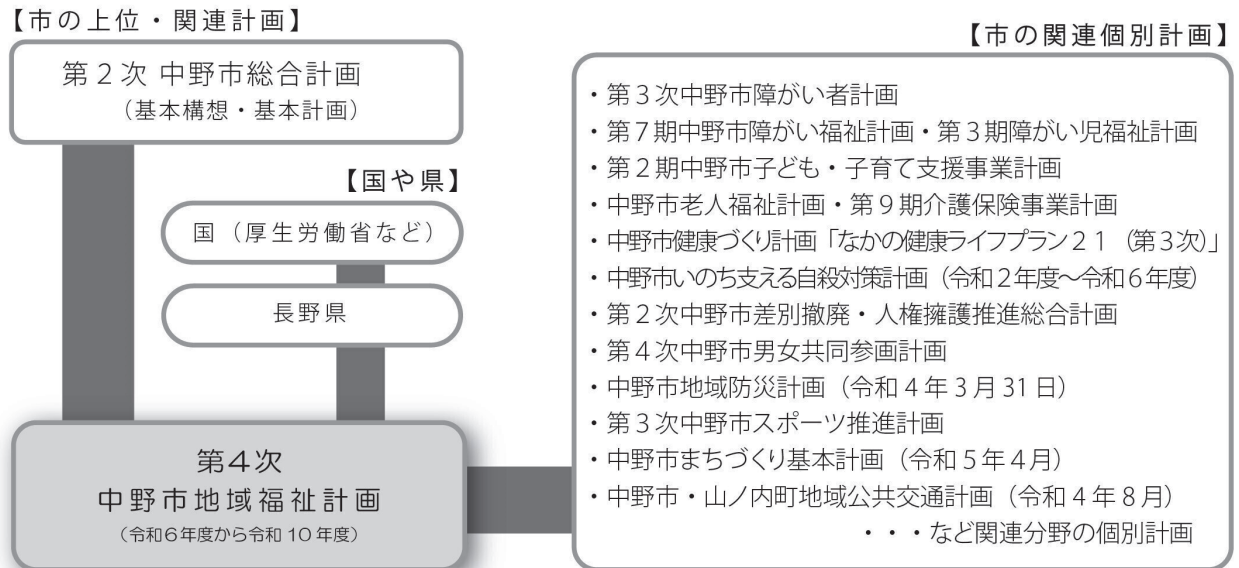 【市の上位・関連計画】
第2次 中野市総合計画
（基本構想・基本計画）
【国や県】
国（厚生労働省など）
長野県
第4次
中野市地域福祉計画
（令和6年度から令和10年度）
【市の関連個別計画】
・第3次中野市障がい者計画
・第7期中野市障がい福祉計画・第3期障がい児福祉計画
・第2期中野市子ども・子育て支援事業計画
・中野市老人福祉計画・第9期介護保険事業計画
・中野市健康づくり計画「なかの健康ライフプラン21（第3次）」
・中野市いのち支える自殺対策計画（令和2年度～令和6年度）
・第2次中野市差別撤廃・人権擁護推進総合計画
・第4次中野市男女共同参画計画
・中野市地域防災計画（令和4年3月31日）
・第3次中野市スポーツ推進計画
・中野市まちづくり基本計画（令和5年4月）
・中野市・山ノ内町地域公共交通計画（令和4年8月）
・・・など関連分野の個別計画